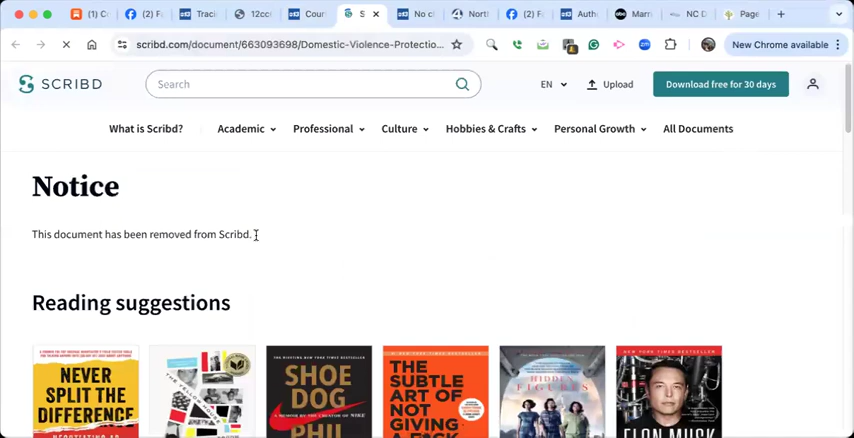 (1) C
(2) F
Traci
12cc
Cour
S
No cl
North
(2) F
Autho
Marr
NC D
Page
scribd.com/document/663093698/Domestic-Violence-Protectio...
New Chrome available
SCRIBD
Search
EN
Upload
Download free for 30 days
What is Scribd?
Academic
Professional
Culture
Hobbies & Crafts
Personal Growth
All Documents
Notice
This document has been removed from Scribd.
Reading suggestions
NEVER
SPLIT THE
DIFFERENCE
SHOE
DOG
PHIL
THE
SUBTLE
ART OF
NOT
GIVING
HIDDEN
FIGURES
ELON MUSK